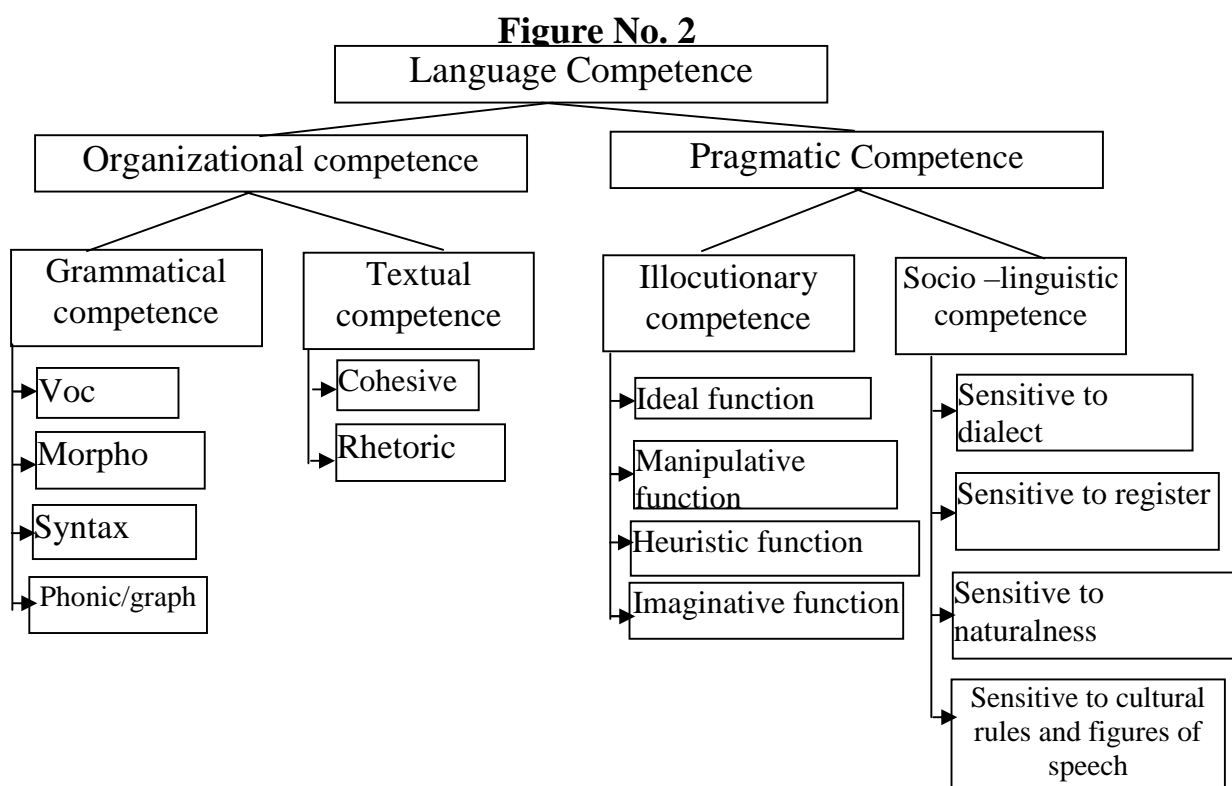 Figure No. 2
Language Competence
Organizational competence
Pragmatic Competence
Grammatical
competence
Textual
competence
Illocutionary
competence
Socio –linguistic
competence
Voc
Morpho
Syntax
Phonic/graph
Cohesive
Rhetoric
Ideal function
Manipulative
function
Heuristic function
Imaginative function
Sensitive to
dialect
Sensitive to register
Sensitive to
naturalness
Sensitive to cultural
rules and figures of
speech